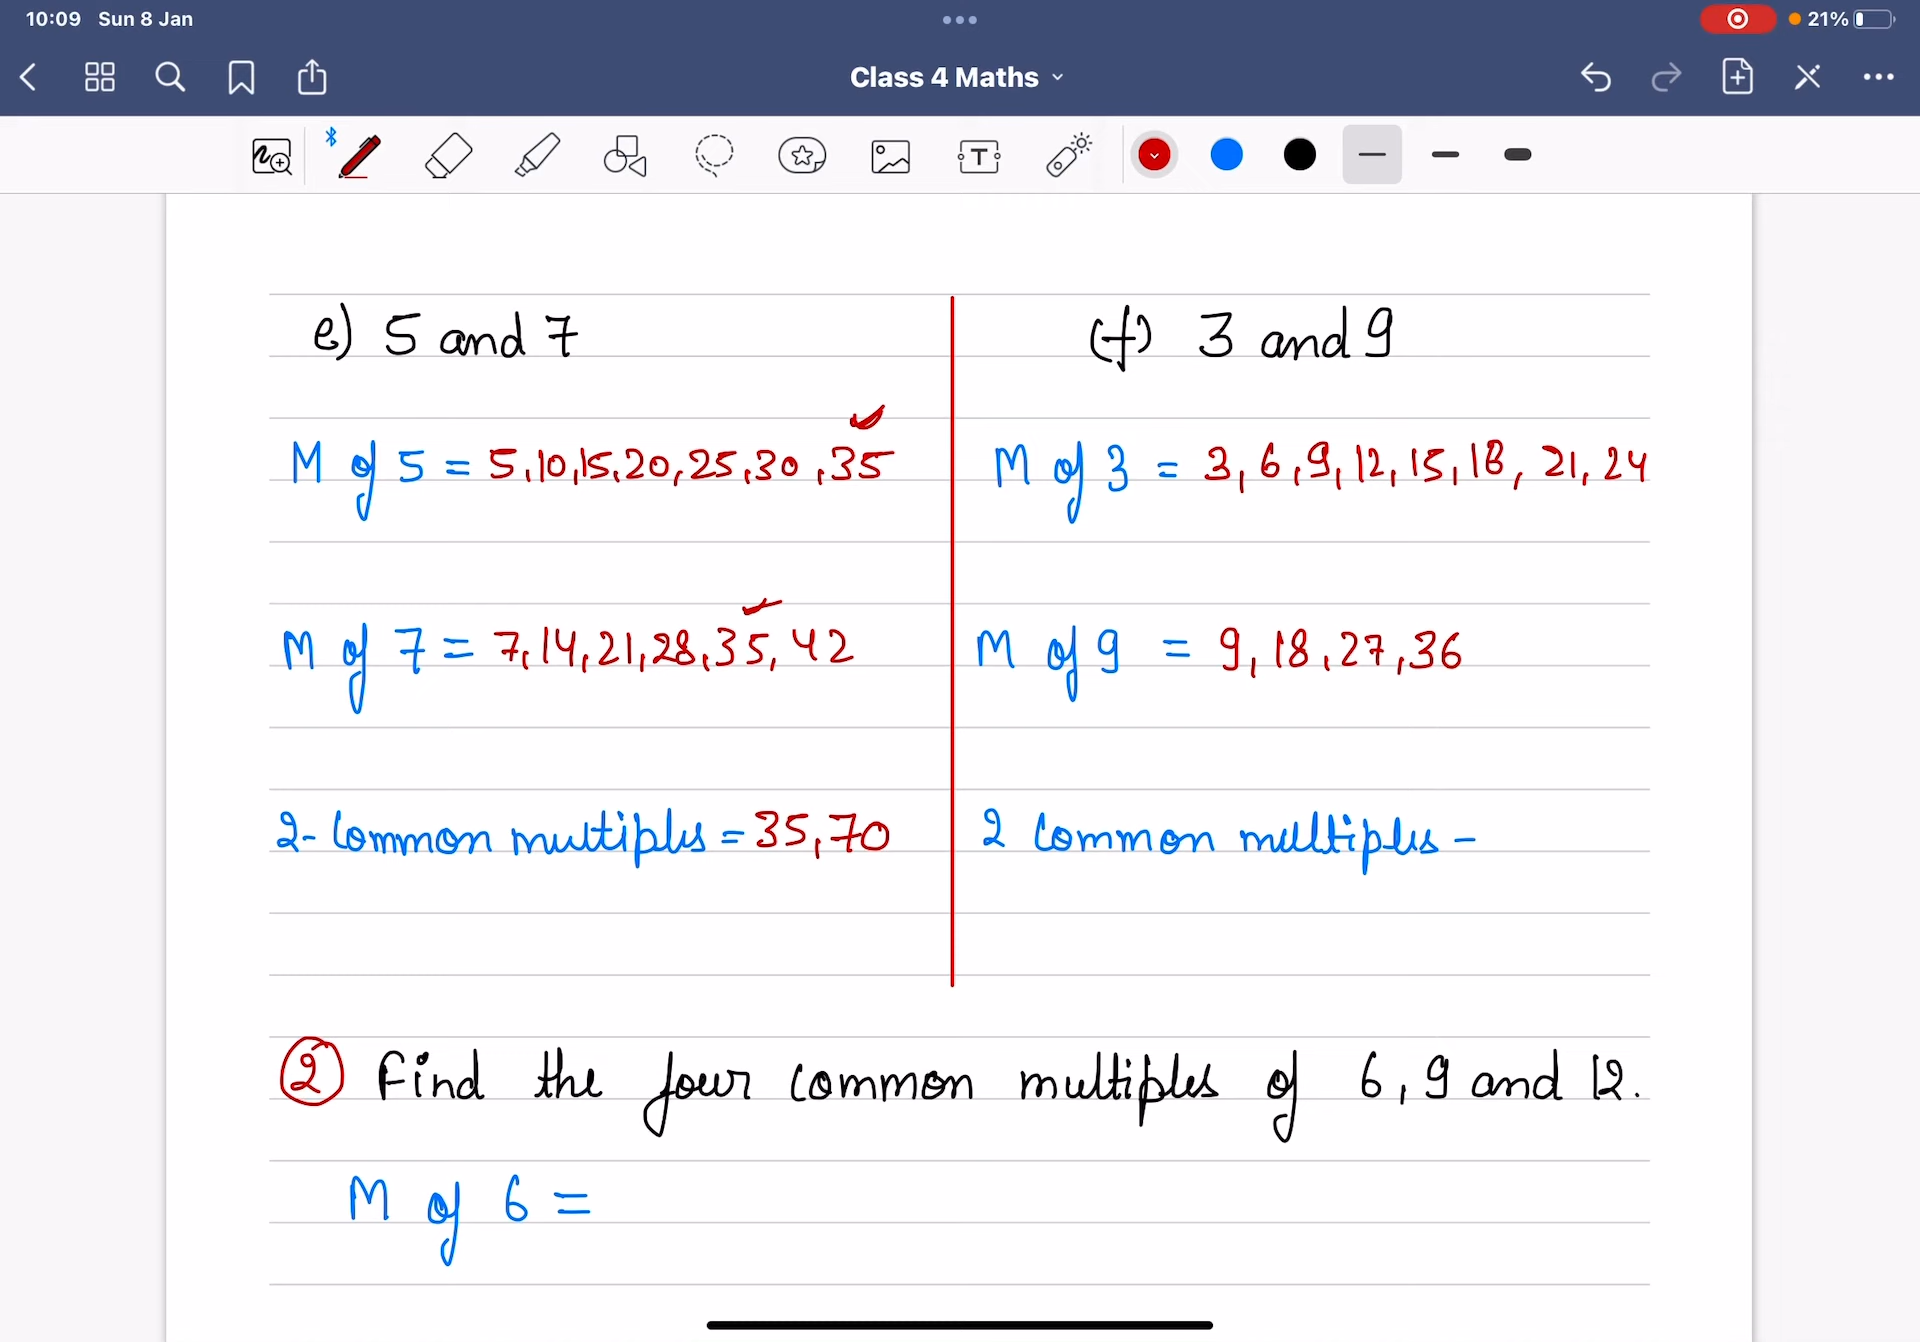 10:09 Sun 8 Jan
21%
Class 4 Maths
T
e) 5 and 7
M of 5 = 5,10,15,20,25,30,35
M of 7 = 7,14,21,28,35,42
2- Common multiples = 35,70
(f) 3 and 9
M of 3 = 3,6,9,12,15,18,21,24
M of 9 = 9,18,27,36
2 Common multiples -
2 Find the four common multiples of 6,9 and 12.
M of 6 =